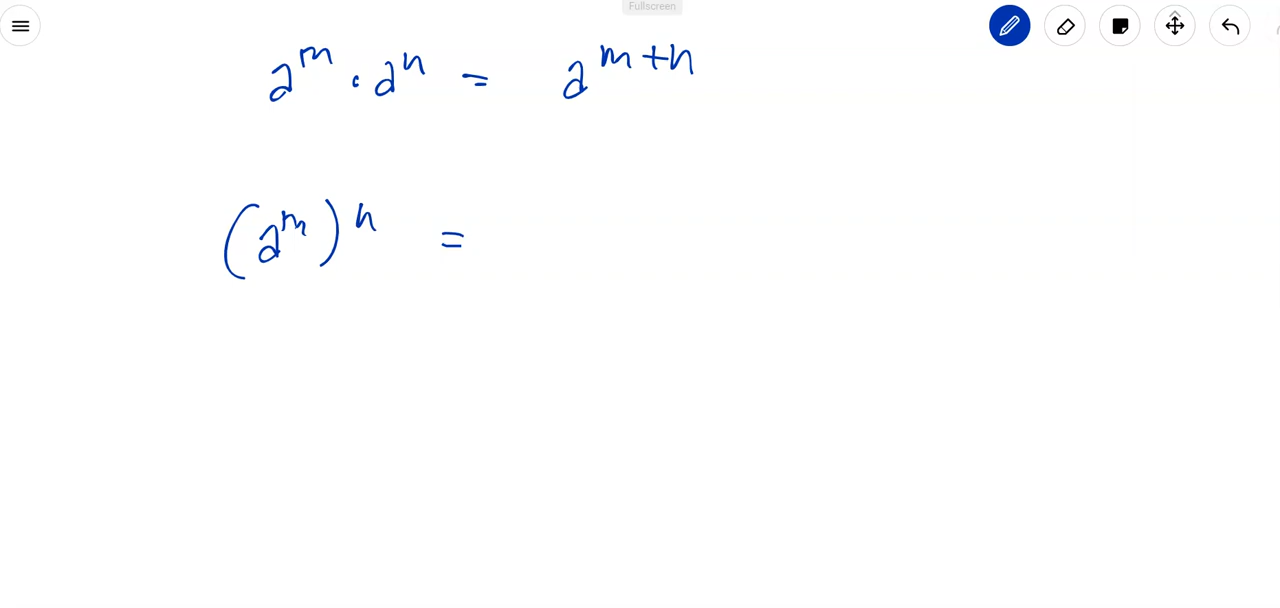 Fullscreen
a^m · a^n = a^{m+n}
(a^m)^n =